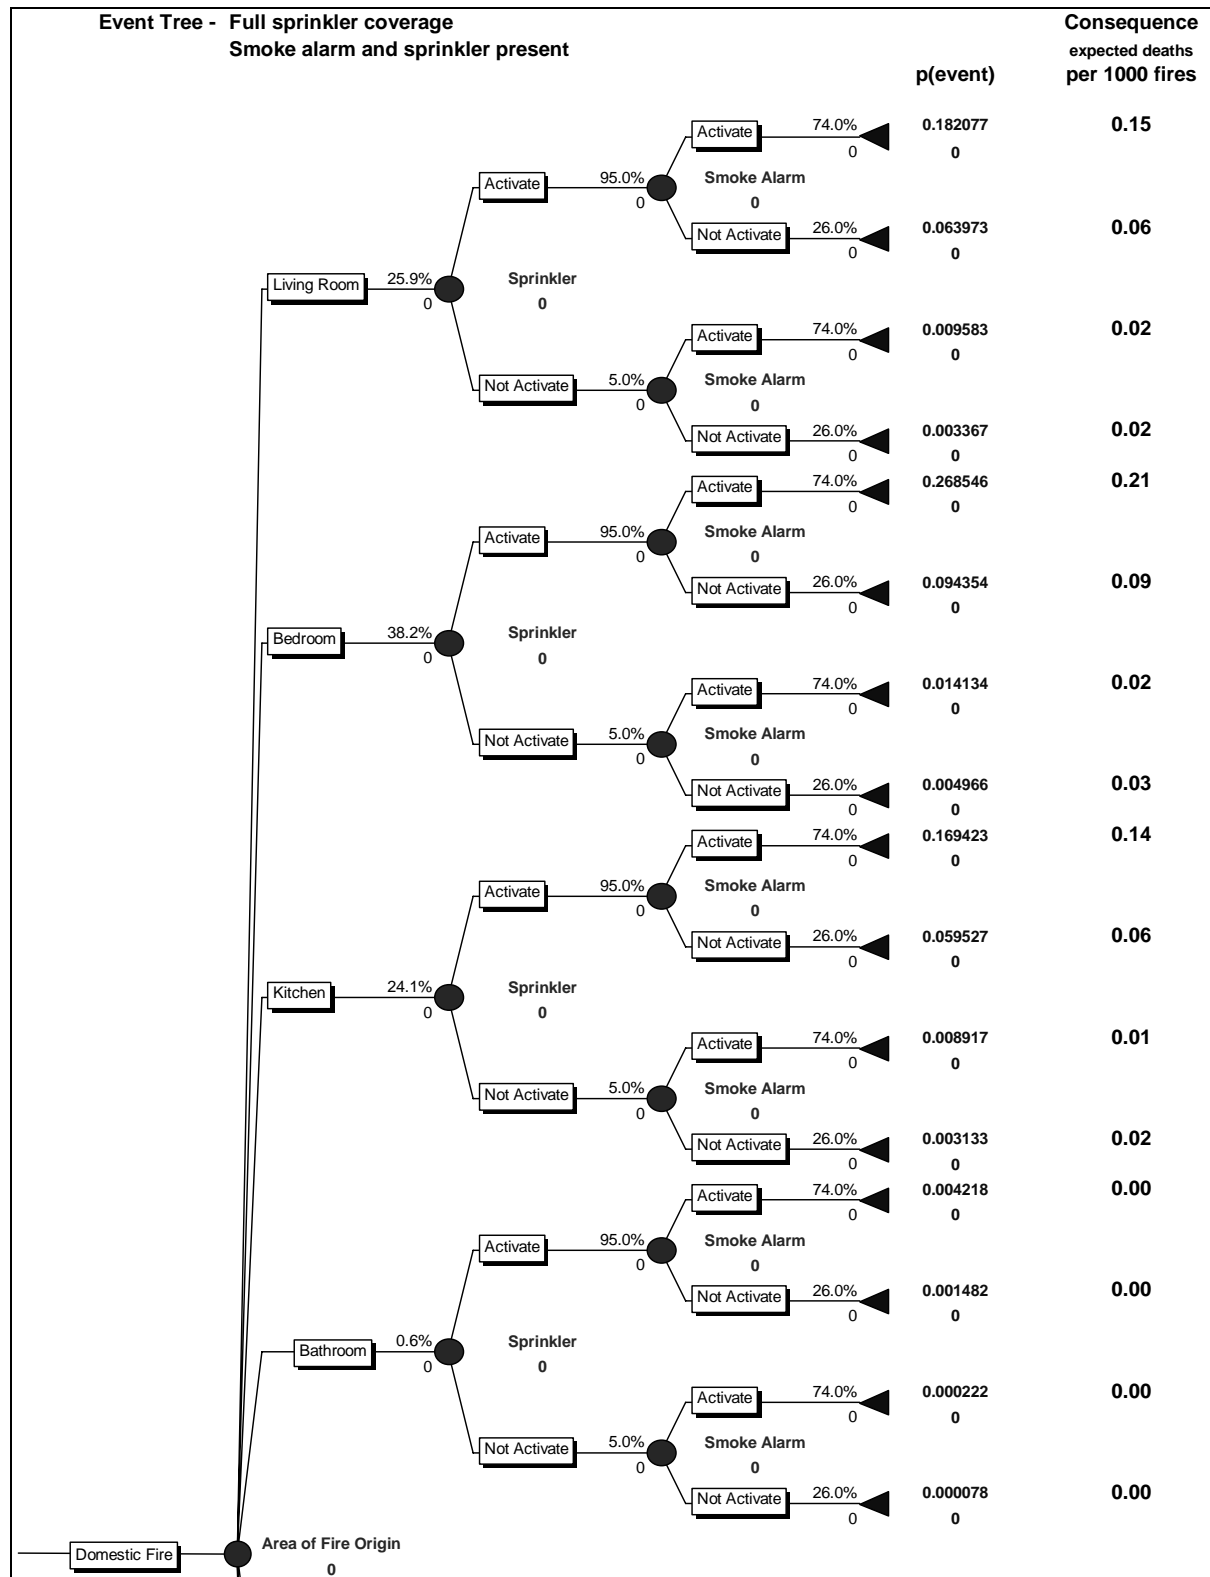 Event Tree - Full sprinkler coverage Consequence
Smoke alarm and sprinkler present expected deaths
p(event) per 1000 fires
Activate 74.0% 0.182077 0.15
0 0
Activate 95.0% Smoke Alarm
0 0
Not Activate 26.0% 0.063973 0.06
0 0
Living Room 25.9% Sprinkler
0 0
Activate 74.0% 0.009583 0.02
0 0
Not Activate 5.0% Smoke Alarm
0 0
Not Activate 26.0% 0.003367 0.02
0 0
Activate 74.0% 0.268546 0.21
0 0
Activate 95.0% Smoke Alarm
0 0
Not Activate 26.0% 0.094354 0.09
0 0
Bedroom 38.2% Sprinkler
0 0
Activate 74.0% 0.014134 0.02
0 0
Not Activate 5.0% Smoke Alarm
0 0
Not Activate 26.0% 0.004966 0.03
0 0
Activate 74.0% 0.169423 0.14
0 0
Activate 95.0% Smoke Alarm
0 0
Not Activate 26.0% 0.059527 0.06
0 0
Kitchen 24.1% Sprinkler
0 0
Activate 74.0% 0.008917 0.01
0 0
Not Activate 5.0% Smoke Alarm
0 0
Not Activate 26.0% 0.003133 0.02
0 0
Activate 74.0% 0.004218 0.00
0 0
Activate 95.0% Smoke Alarm
0 0
Not Activate 26.0% 0.001482 0.00
0 0
Bathroom 0.6% Sprinkler
0 0
Activate 74.0% 0.000222 0.00
0 0
Not Activate 5.0% Smoke Alarm
0 0
Not Activate 26.0% 0.000078 0.00
0 0
Domestic Fire Area of Fire Origin
0